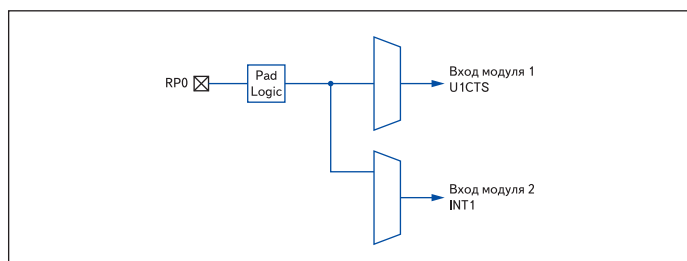 RP0
Pad
Logic
Вход модуля 1
U1CTS
Вход модуля 2
INT1